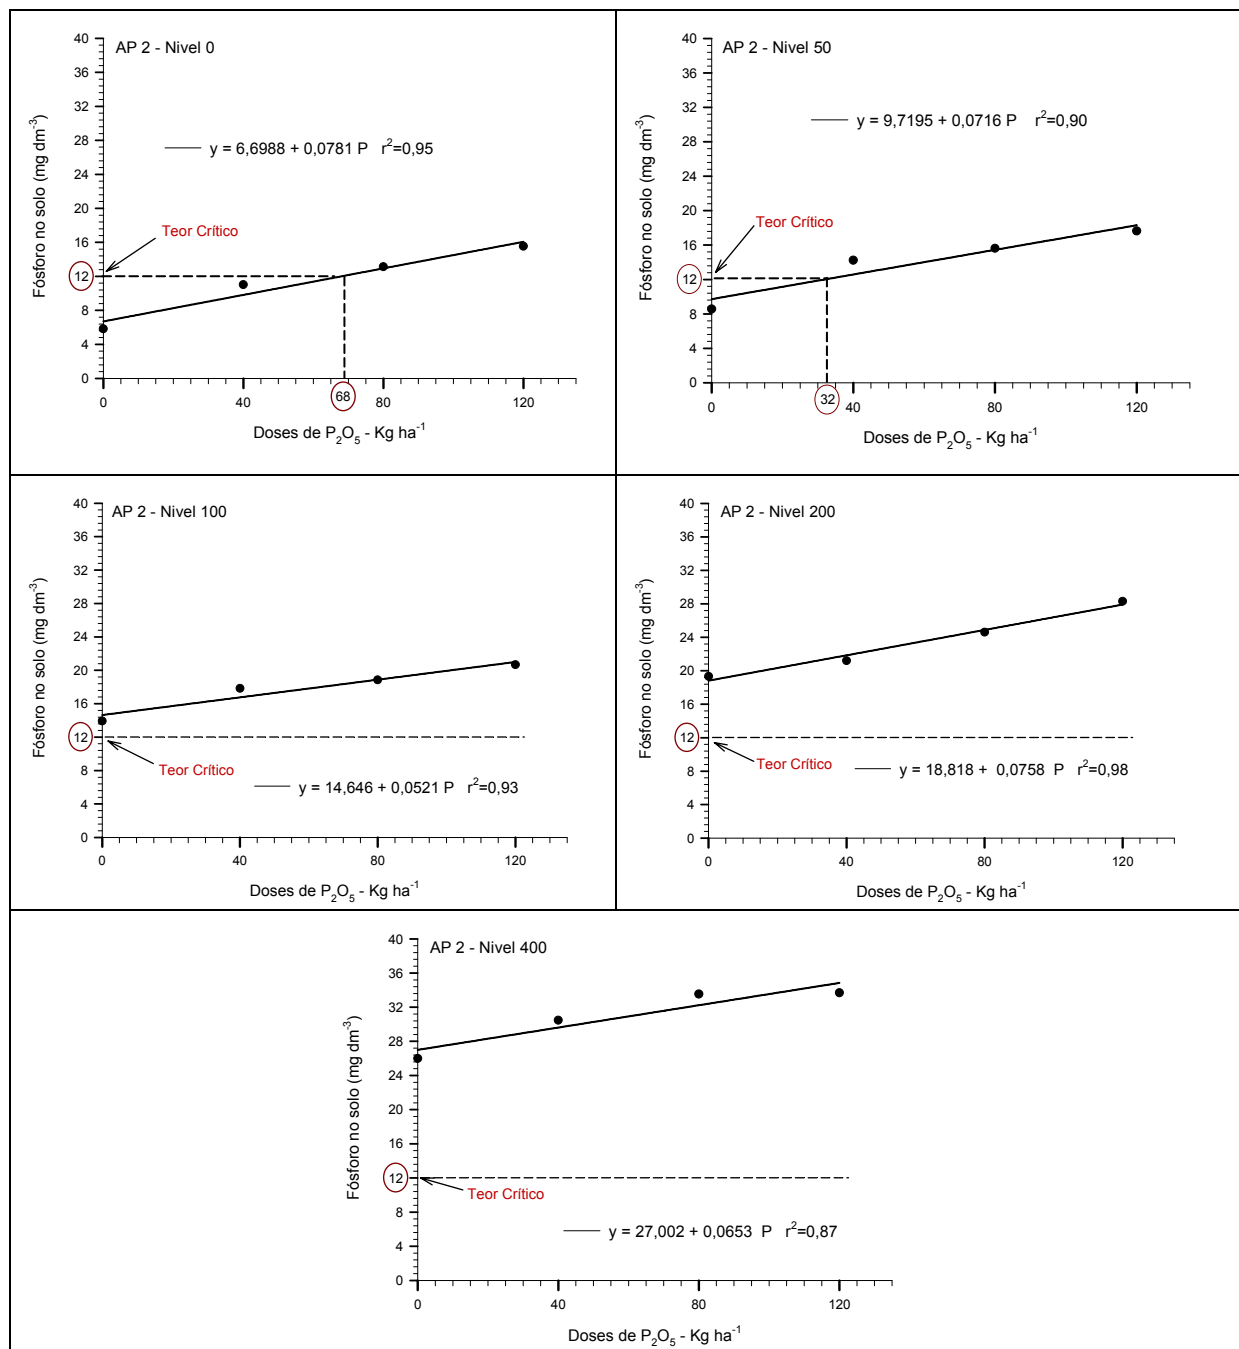 AP 2 - Nivel 0
y = 6,6988 + 0,0781 P r²=0,95
Teor Crítico
Fósforo no solo (mg dm⁻³)
40
36
32
28
24
20
16
12
8
4
0
0 40 68 80 120
Doses de P₂O₅ - Kg ha⁻¹
AP 2 - Nivel 50
y = 9,7195 + 0,0716 P r²=0,90
Teor Crítico
Fósforo no solo (mg dm⁻³)
40
36
32
28
24
20
16
12
8
4
0
0 32 40 80 120
Doses de P₂O₅ - Kg ha⁻¹
AP 2 - Nivel 100
Fósforo no solo (mg dm⁻³)
40
36
32
28
24
20
16
12
8
4
0
Teor Crítico
y = 14,646 + 0,0521 P r²=0,93
0 40 80 120
Doses de P₂O₅ - Kg ha⁻¹
AP 2 - Nivel 200
Fósforo no solo (mg dm⁻³)
40
36
32
28
24
20
16
12
8
4
0
Teor Crítico
y = 18,818 + 0,0758 P r²=0,98
0 40 80 120
Doses de P₂O₅ - Kg ha⁻¹
AP 2 - Nivel 400
Fósforo no solo (mg dm⁻³)
40
36
32
28
24
20
16
12
8
4
0
Teor Crítico
y = 27,002 + 0,0653 P r²=0,87
0 40 80 120
Doses de P₂O₅ - Kg ha⁻¹